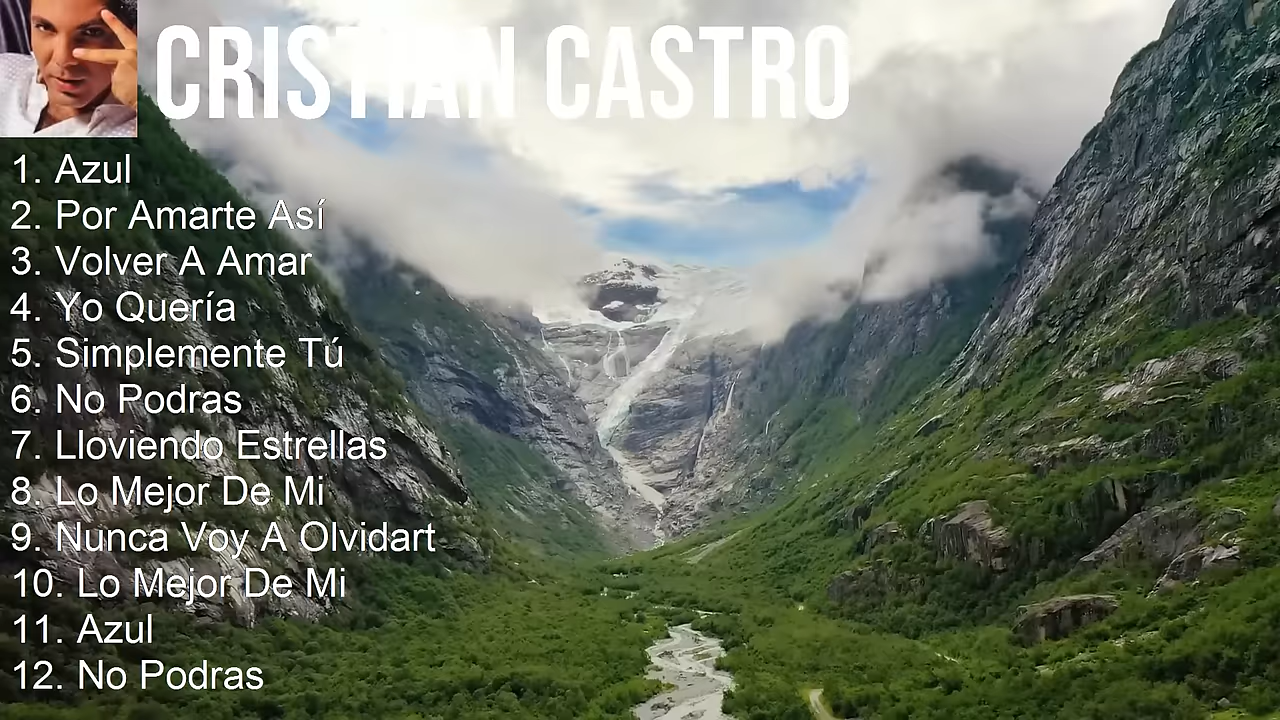 CRISTIAN CASTRO
1. Azul
2. Por Amarte Así
3. Volver A Amar
4. Yo Quería
5. Simplemente Tú
6. No Podras
7. Lloviendo Estrellas
8. Lo Mejor De Mi
9. Nunca Voy A Olvidart
10. Lo Mejor De Mi
11. Azul
12. No Podras